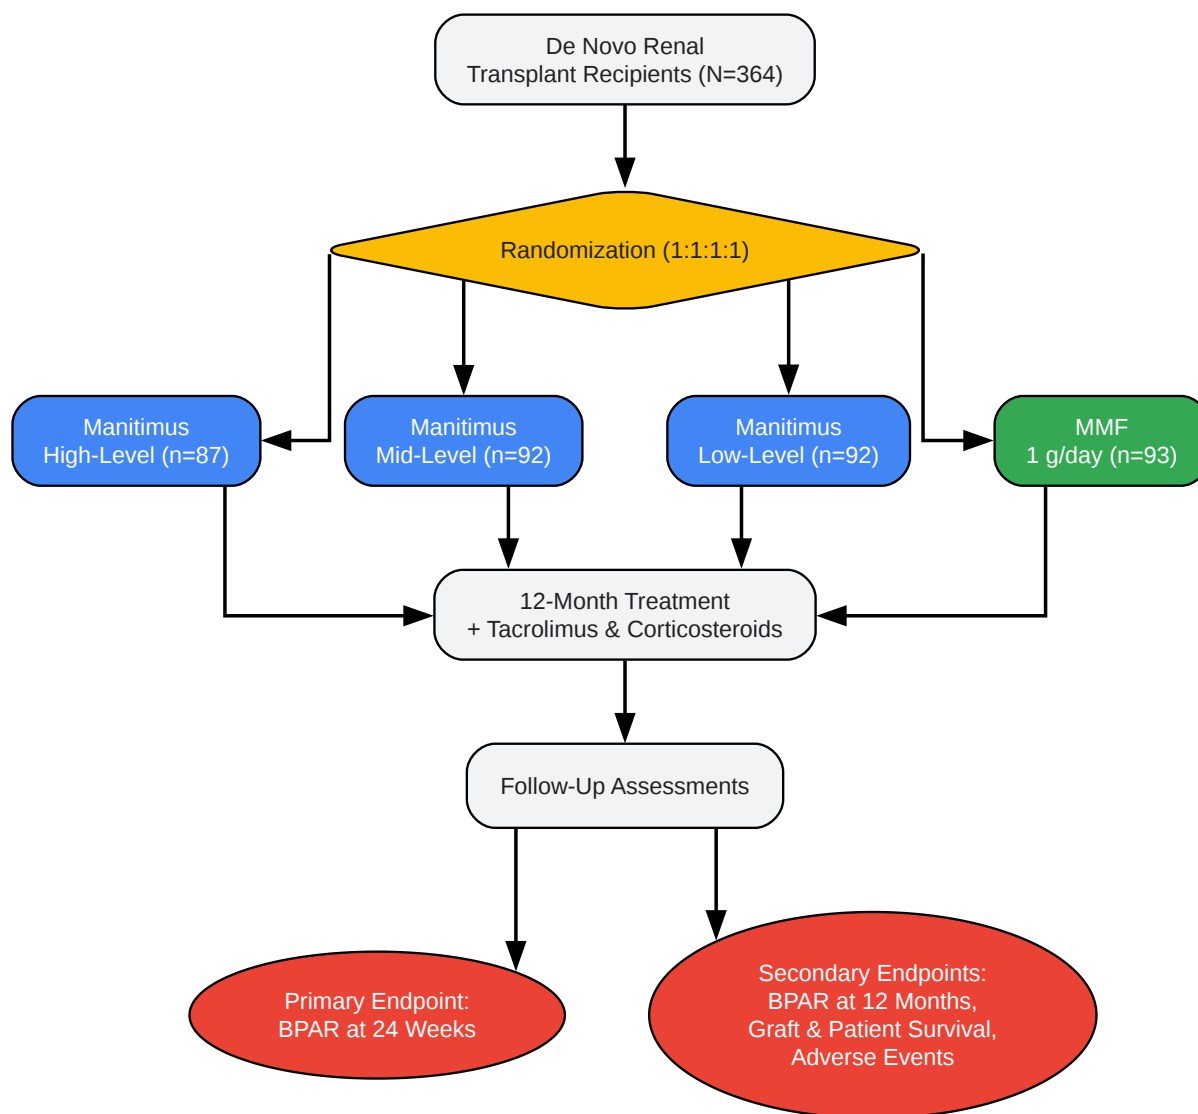 De Novo Renal
Transplant Recipients (N=364)
Randomization (1:1:1:1)
Manitimus
High-Level (n=87)
Manitimus
Mid-Level (n=92)
Manitimus
Low-Level (n=92)
MMF
1 g/day (n=93)
12-Month Treatment
+ Tacrolimus & Corticosteroids
Follow-Up Assessments
Primary Endpoint:
BPAR at 24 Weeks
Secondary Endpoints:
BPAR at 12 Months,
Graft & Patient Survival,
Adverse Events